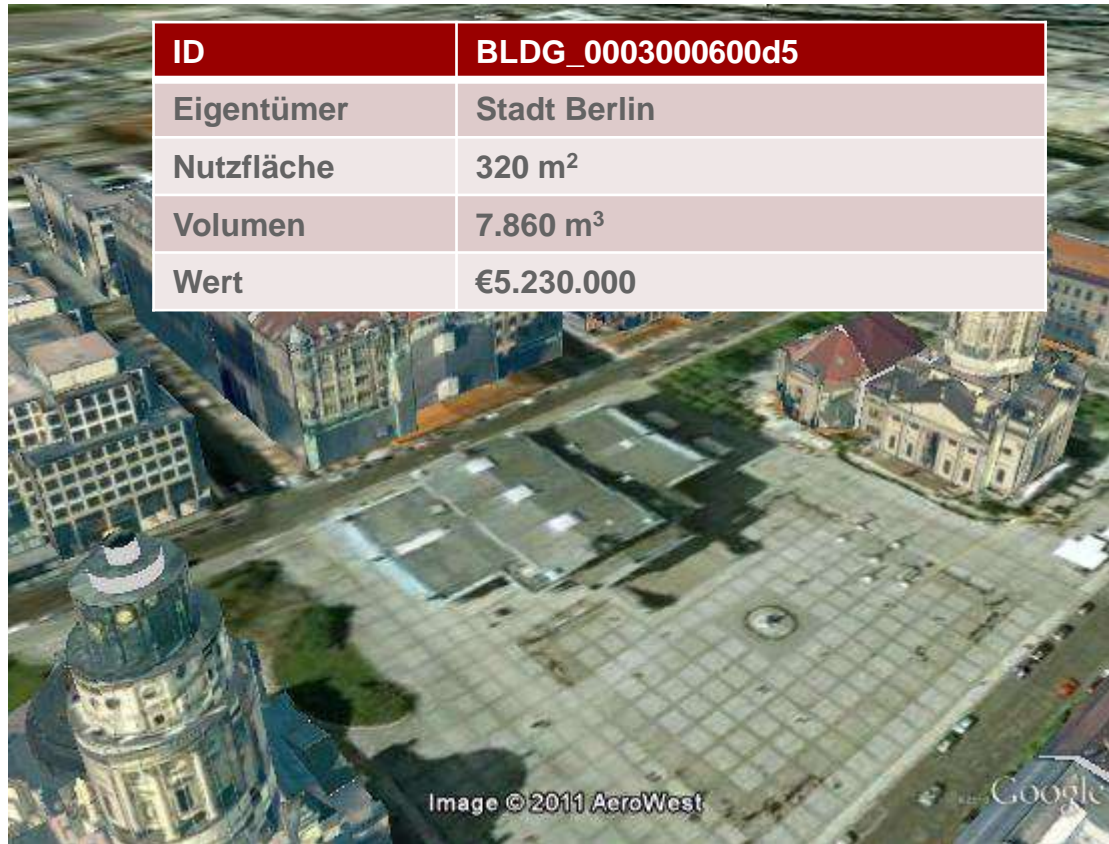 ID BLDG_0003000600d5
Eigentümer Stadt Berlin
Nutzfläche 320 m²
Volumen 7.860 m³
Wert €5.230.000
Image © 2011 AeroWest
Google